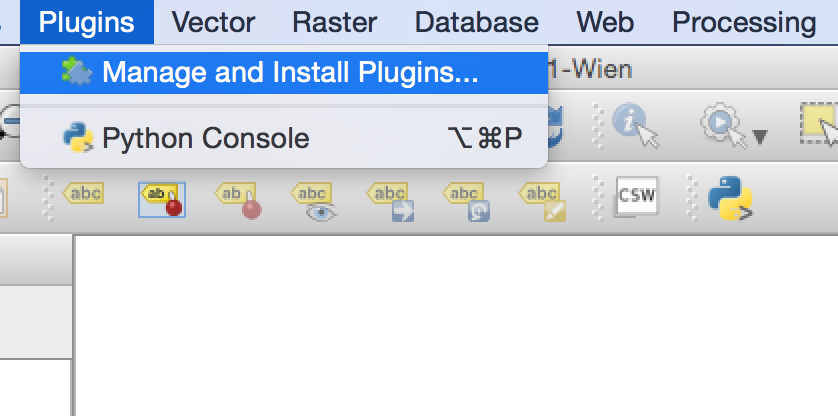 Plugins Vector Raster Database Web Processing
Manage and Install Plugins...
1-Wien
Python Console ⌥⌘P
abc ab ab abc abc abc abc CSW